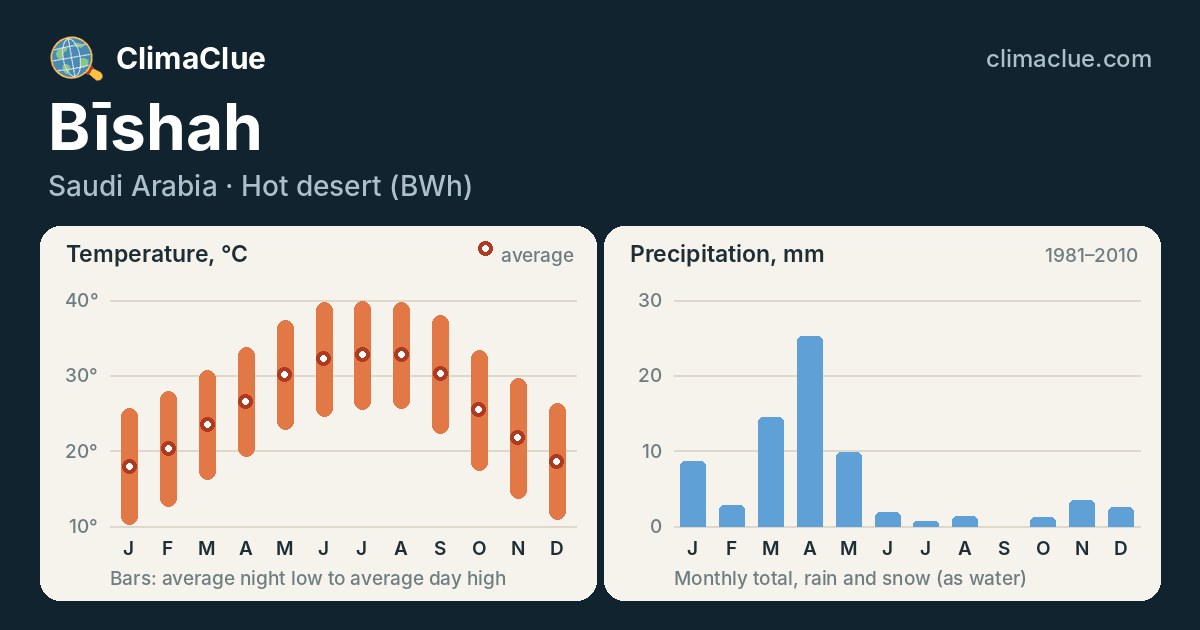 ClimaClue
climaclue.com
Bīshah
Saudi Arabia · Hot desert (BWh)
Temperature, °C
average
40°
30°
20°
10°
J F M A M J J A S O N D
Bars: average night low to average day high
Precipitation, mm
1981–2010
30
20
10
0
J F M A M J J A S O N D
Monthly total, rain and snow (as water)